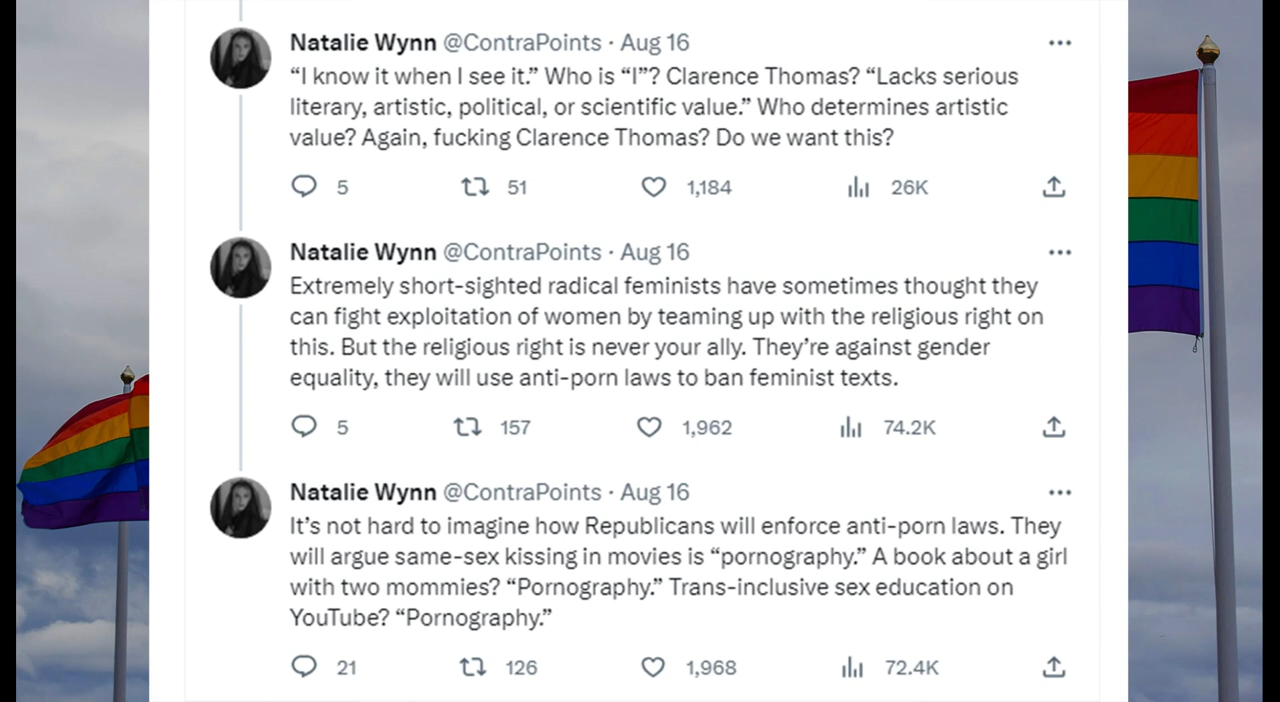 Natalie Wynn @ContraPoints · Aug 16
“I know it when I see it.” Who is “I”? Clarence Thomas? “Lacks serious
literary, artistic, political, or scientific value.” Who determines artistic
value? Again, fucking Clarence Thomas? Do we want this?
5 51 1,184 26K
Natalie Wynn @ContraPoints · Aug 16
Extremely short-sighted radical feminists have sometimes thought they
can fight exploitation of women by teaming up with the religious right on
this. But the religious right is never your ally. They’re against gender
equality, they will use anti-porn laws to ban feminist texts.
5 157 1,962 74.2K
Natalie Wynn @ContraPoints · Aug 16
It’s not hard to imagine how Republicans will enforce anti-porn laws. They
will argue same-sex kissing in movies is “pornography.” A book about a girl
with two mommies? “Pornography.” Trans-inclusive sex education on
YouTube? “Pornography.”
21 126 1,968 72.4K